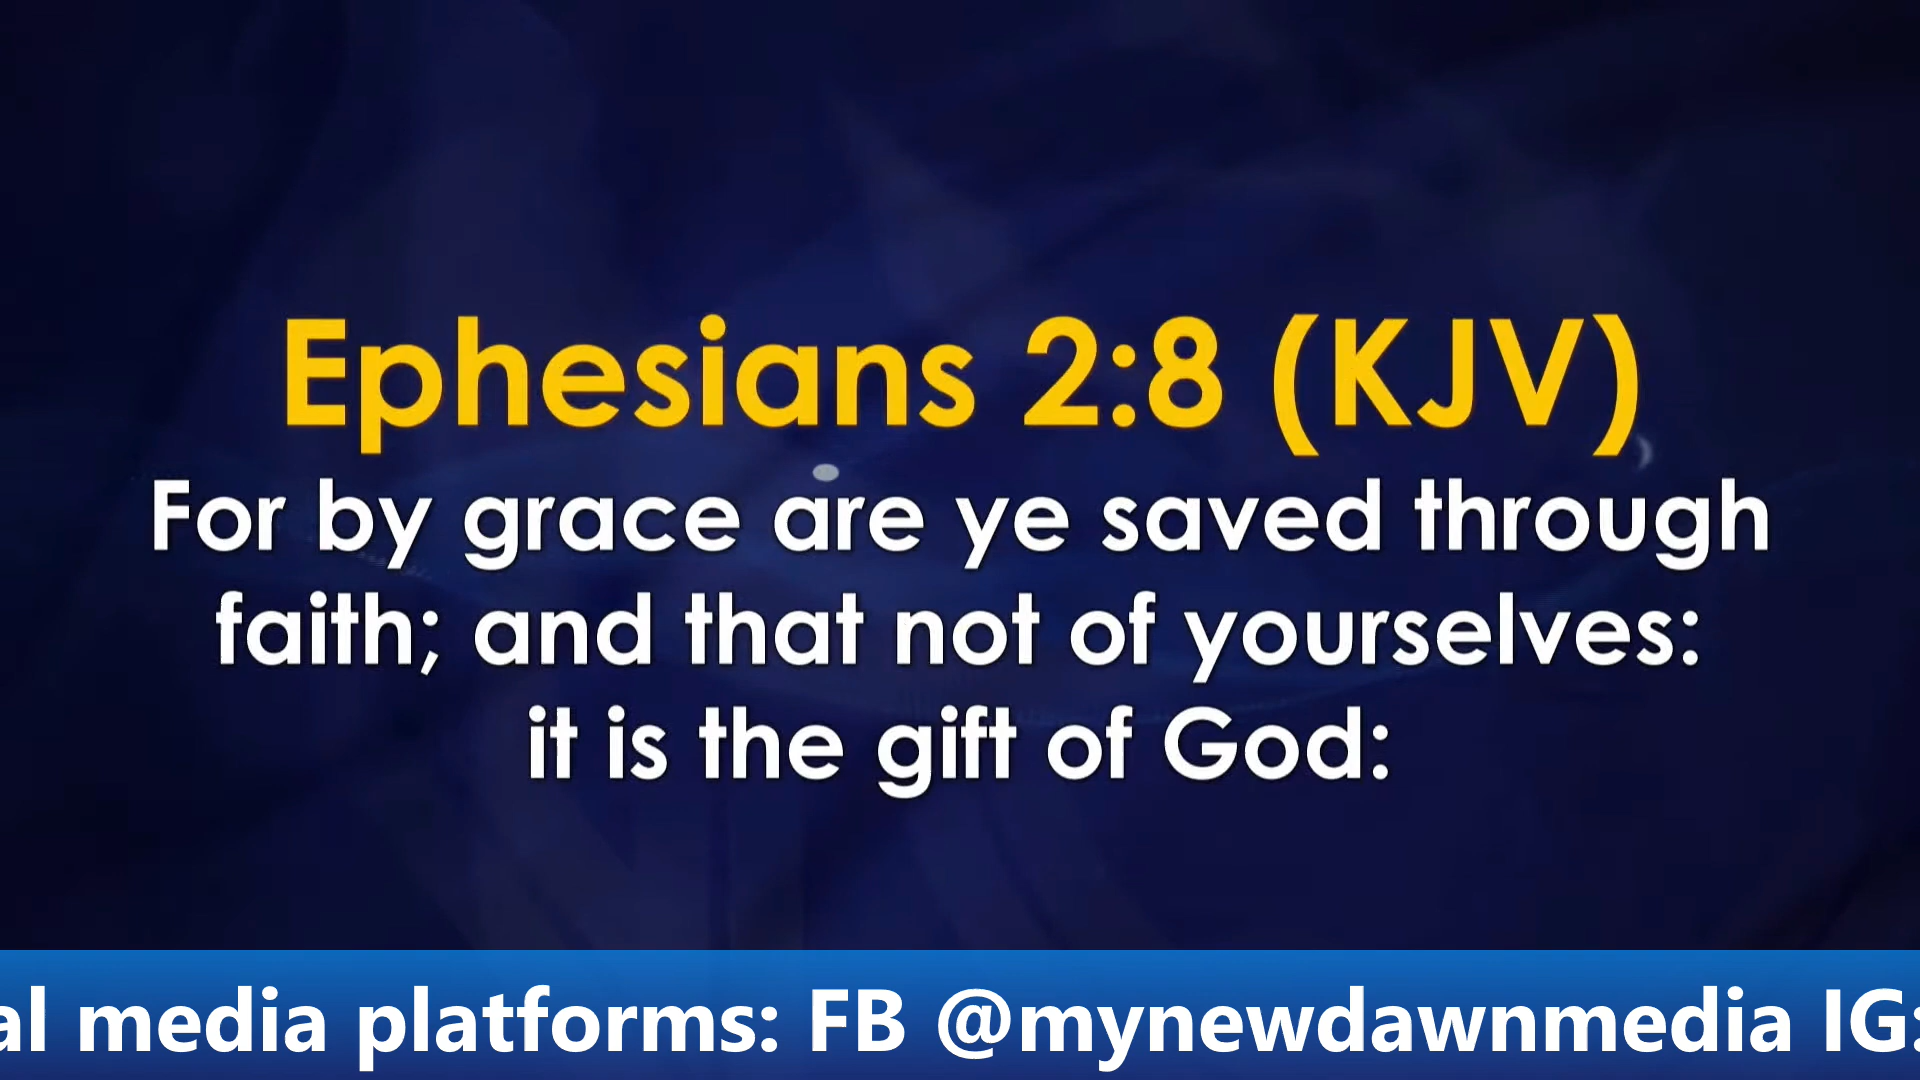 Ephesians 2:8 (KJV)
For by grace are ye saved through
faith; and that not of yourselves:
it is the gift of God:
al media platforms: FB @mynewdawnmedia IG: